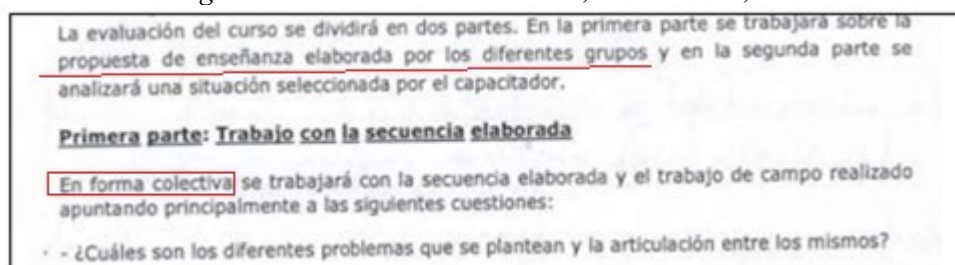 La evaluación del curso se dividirá en dos partes. En la primera parte se trabajará sobre la
propuesta de enseñanza elaborada por los diferentes grupos y en la segunda parte se
analizará una situación seleccionada por el capacitador.
Primera parte: Trabajo con la secuencia elaborada
En forma colectiva se trabajará con la secuencia elaborada y el trabajo de campo realizado
apuntando principalmente a las siguientes cuestiones:
- ¿Cuáles son los diferentes problemas que se plantean y la articulación entre los mismos?